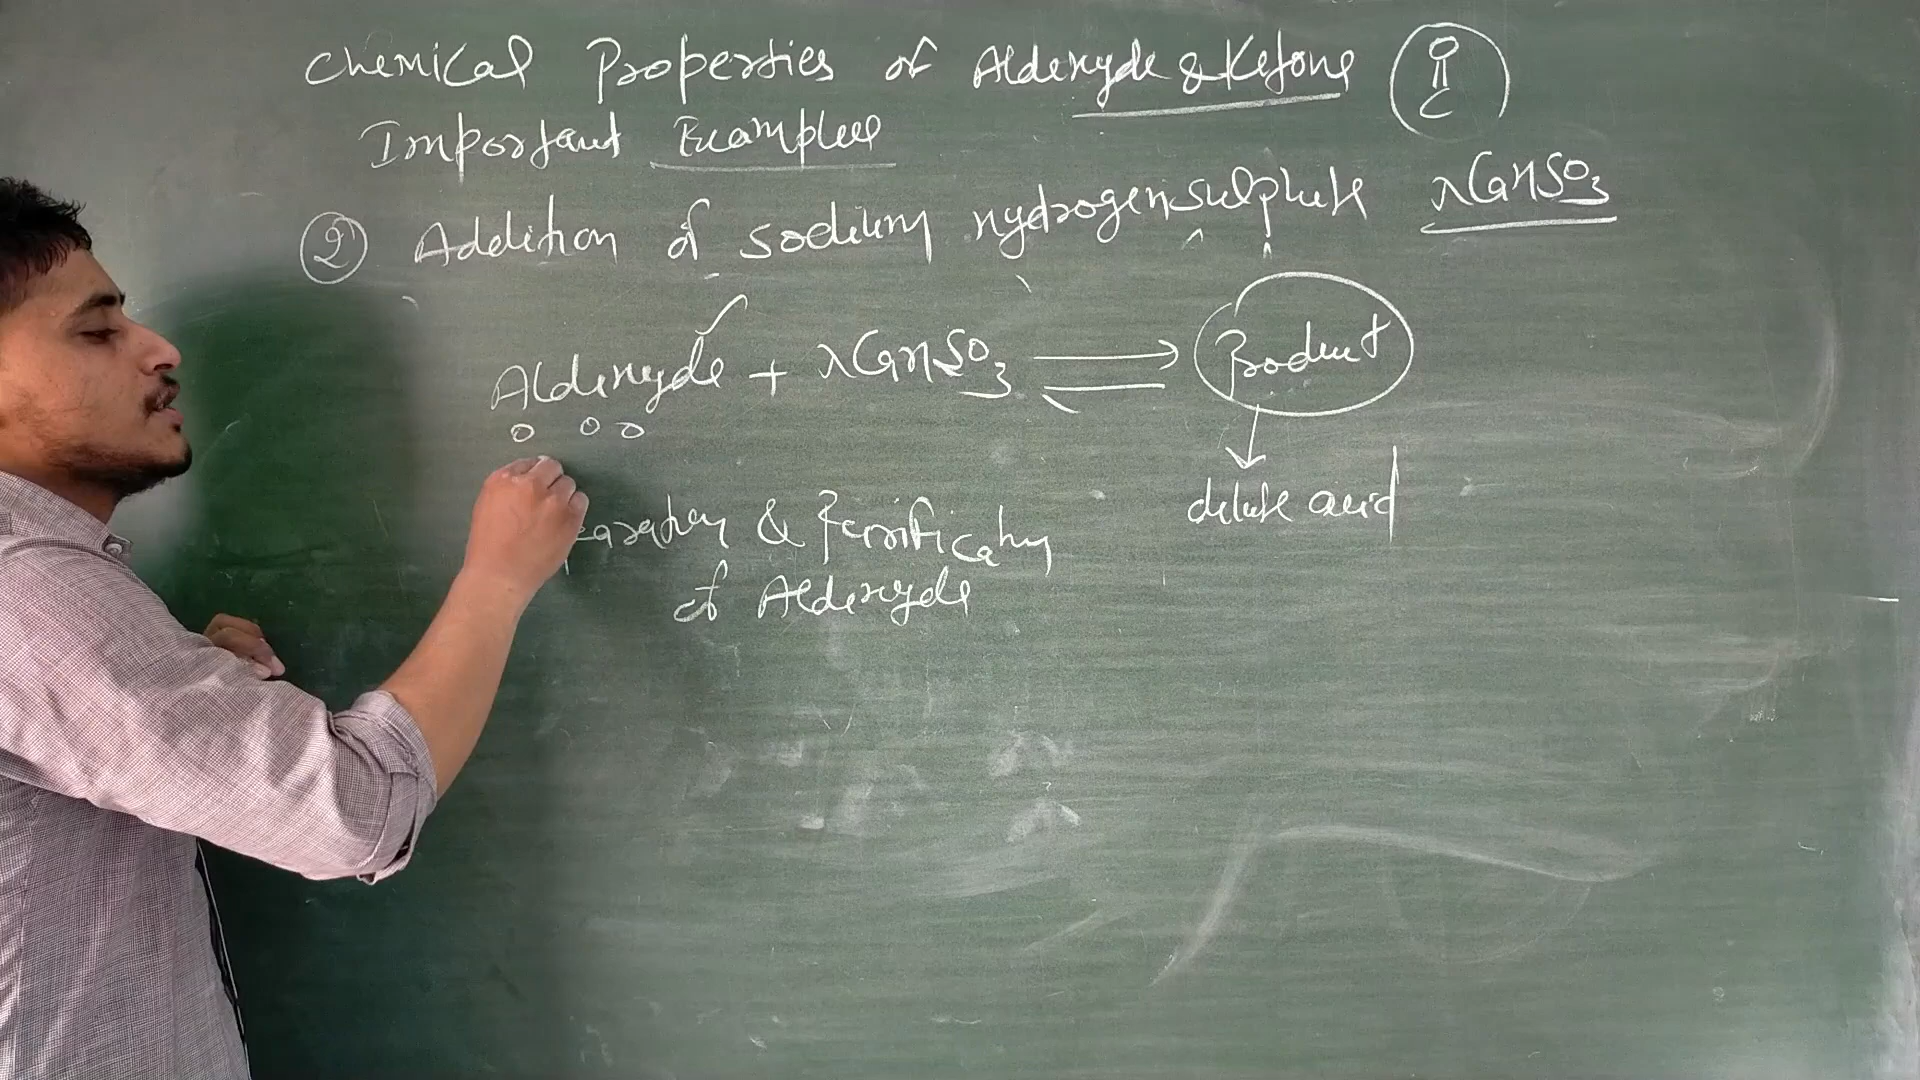 Chemical Properties of Aldehyde & Ketone
O
||
C
Important Examples
② Addition of sodium hydrogensulphite NaHSO3
Aldehyde + NaHSO3 ⇌ Product
dilute acid
& Purification
of Aldehyde